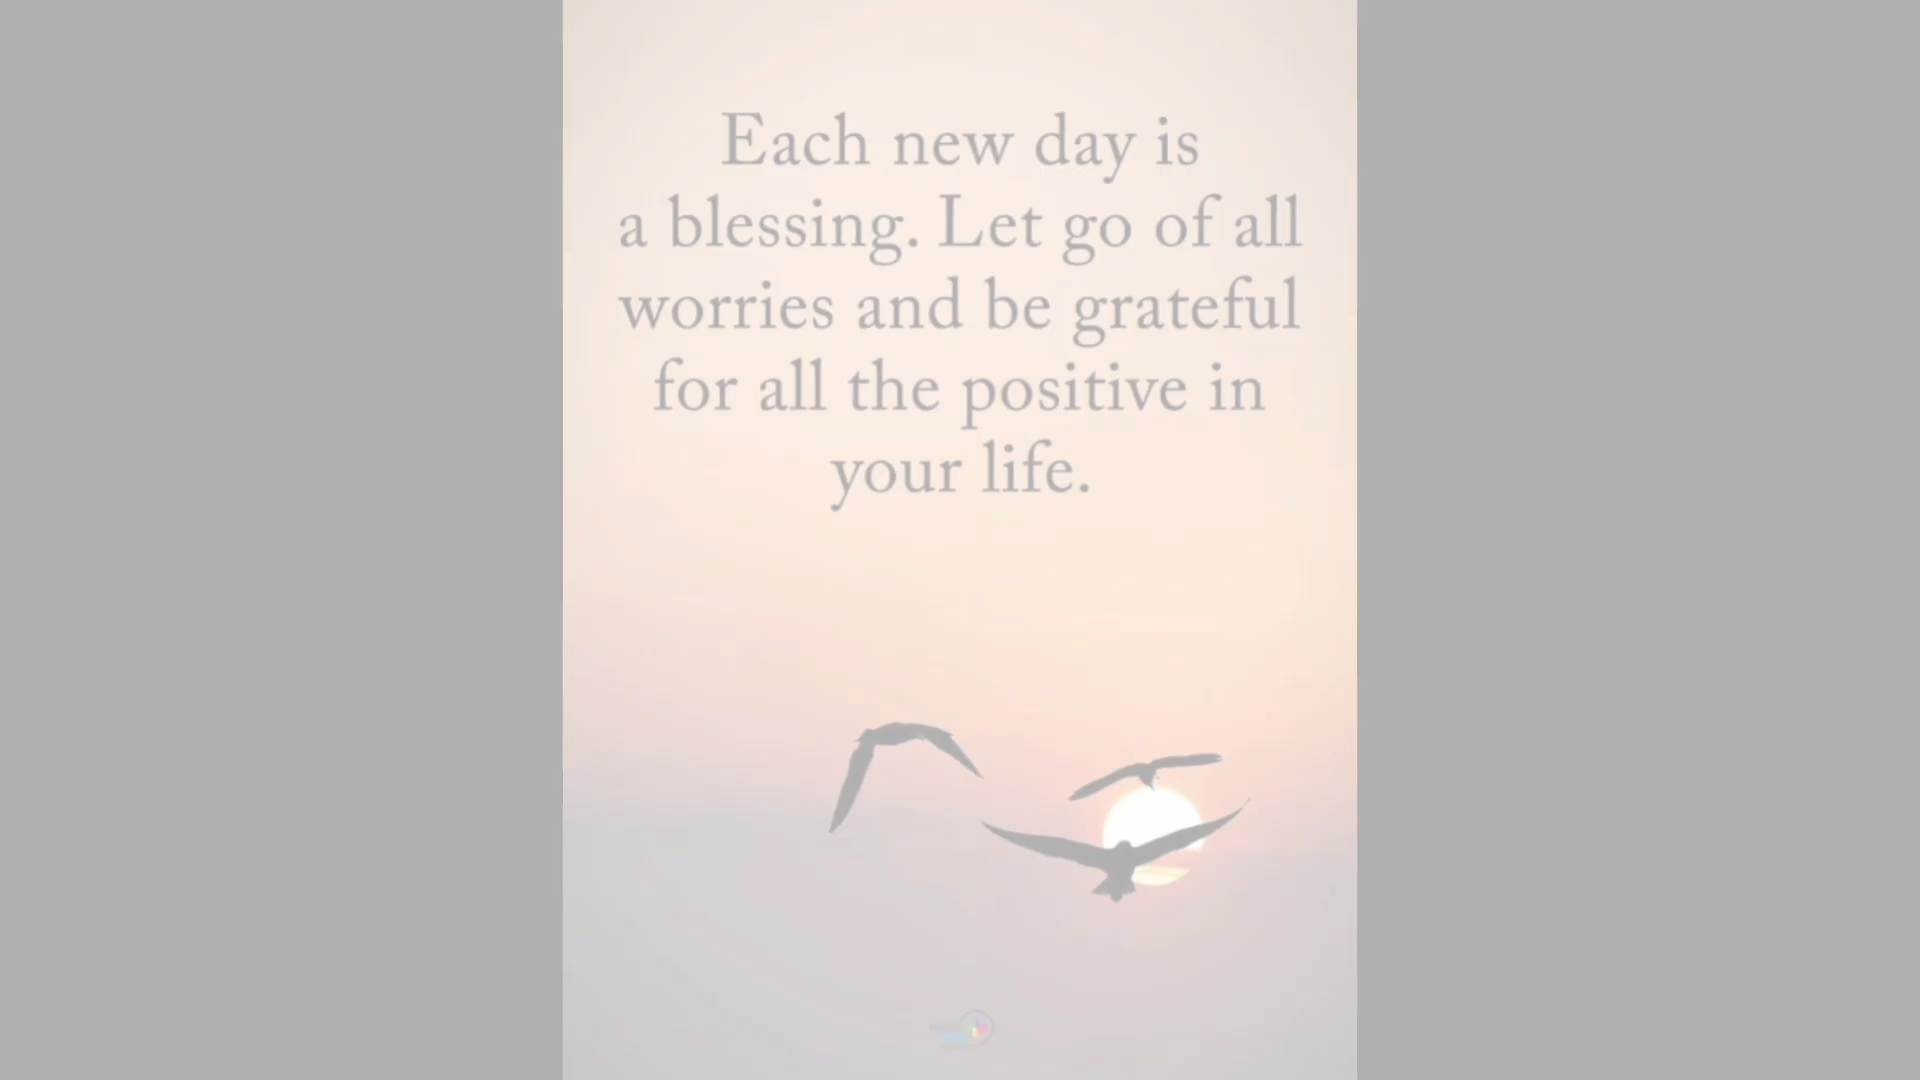 Each new day is
a blessing. Let go of all
worries and be grateful
for all the positive in
your life.